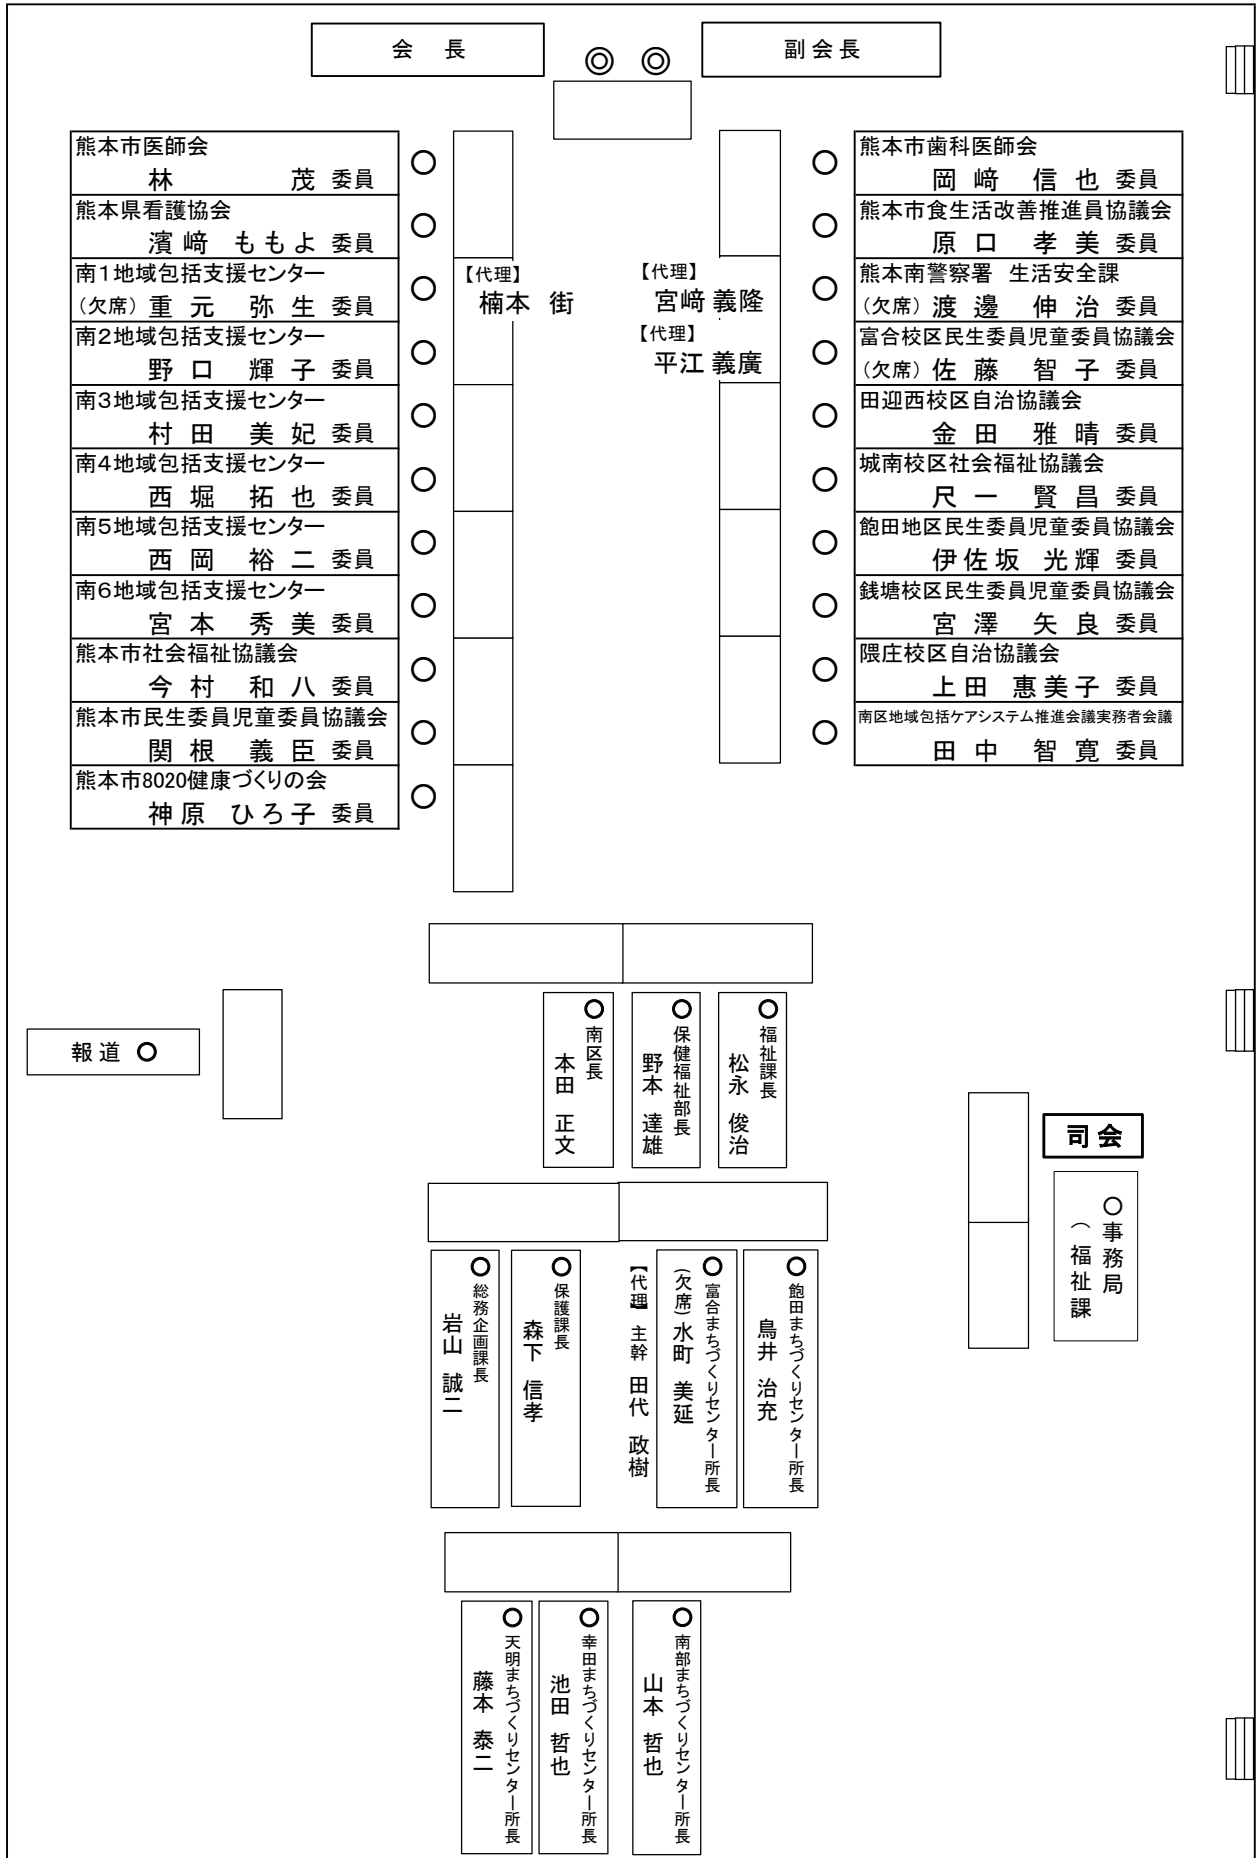 会 長
副会長
熊本市医師会
林 茂 委員
熊本県看護協会
濱﨑 ももよ 委員
南1地域包括支援センター
（欠席）重元 弥生 委員
【代理】
楠本 街
南2地域包括支援センター
野口 輝子 委員
南3地域包括支援センター
村田 美妃 委員
南4地域包括支援センター
西堀 拓也 委員
南5地域包括支援センター
西岡 裕二 委員
南6地域包括支援センター
宮本 秀美 委員
熊本市社会福祉協議会
今村 和八 委員
熊本市民生委員児童委員協議会
関根 義臣 委員
熊本市8020健康づくりの会
神原 ひろ子 委員
熊本市歯科医師会
岡﨑 信也 委員
熊本市食生活改善推進員協議会
原口 孝美 委員
【代理】
宮﨑 義隆
熊本南警察署 生活安全課
（欠席）渡邊 伸治 委員
【代理】
平江 義廣
富合校区民生委員児童委員協議会
（欠席）佐藤 智子 委員
田迎西校区自治協議会
金田 雅晴 委員
城南校区社会福祉協議会
尺一 賢昌 委員
飽田地区民生委員児童委員協議会
伊佐坂 光輝 委員
銭塘校区民生委員児童委員協議会
宮澤 矢良 委員
隈庄校区自治協議会
上田 惠美子 委員
南区地域包括ケアシステム推進会議実務者会議
田中 智寛 委員
報道 ○
○ 福祉課長
松永 俊治
○ 保健福祉部長
野本 達雄
○ 南区長
本田 正文
司会
○事務局
（福祉課
○ 飽田まちづくりセンター所長
鳥井 治充
○ 富合まちづくりセンター所長
（欠席）水町 美延
【代理】 主幹 田代 政樹
○ 保護課長
森下 信孝
○ 総務企画課長
岩山 誠二
○ 南部まちづくりセンター所長
山本 哲也
○ 幸田まちづくりセンター所長
池田 哲也
○ 天明まちづくりセンター所長
藤本 泰二